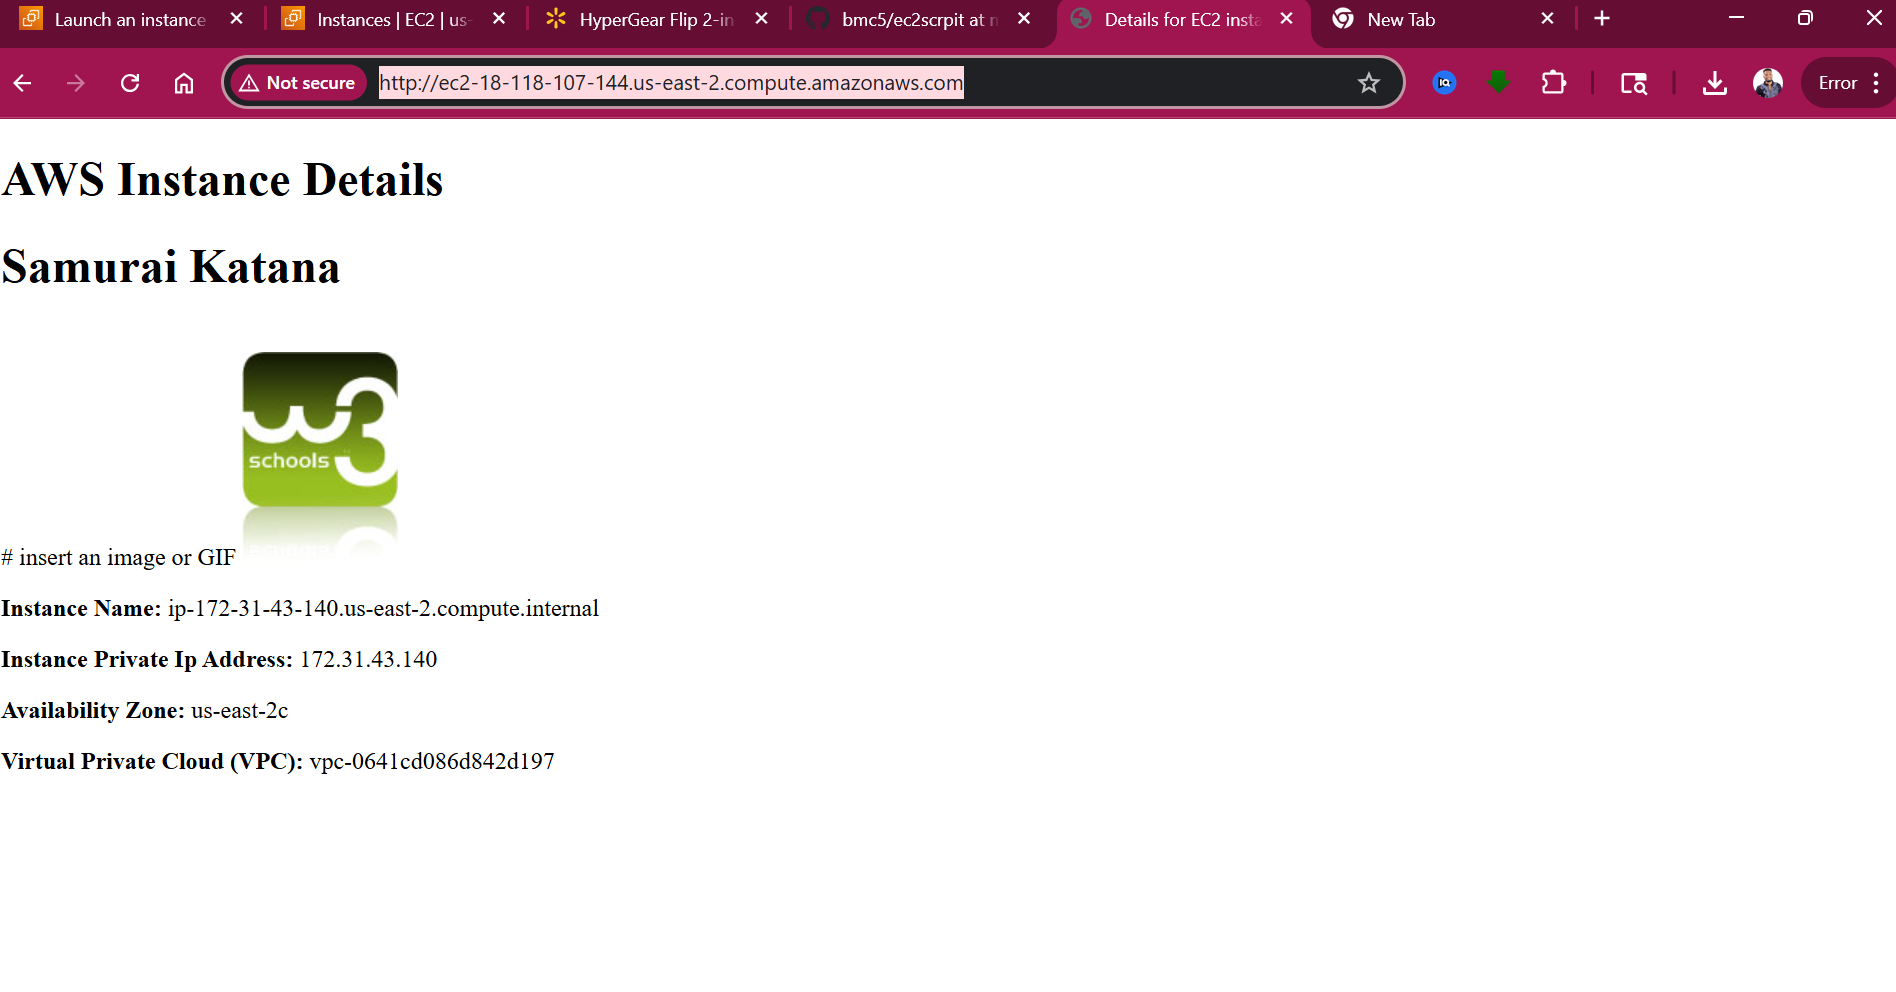 Launch an instance
Instances | EC2 | us-
HyperGear Flip 2-in
bmc5/ec2scrpit at m
Details for EC2 insta
New Tab
Not secure
http://ec2-18-118-107-144.us-east-2.compute.amazonaws.com
IQ
Error
AWS Instance Details
Samurai Katana
w3
schools
# insert an image or GIF
Instance Name: ip-172-31-43-140.us-east-2.compute.internal
Instance Private Ip Address: 172.31.43.140
Availability Zone: us-east-2c
Virtual Private Cloud (VPC): vpc-0641cd086d842d197